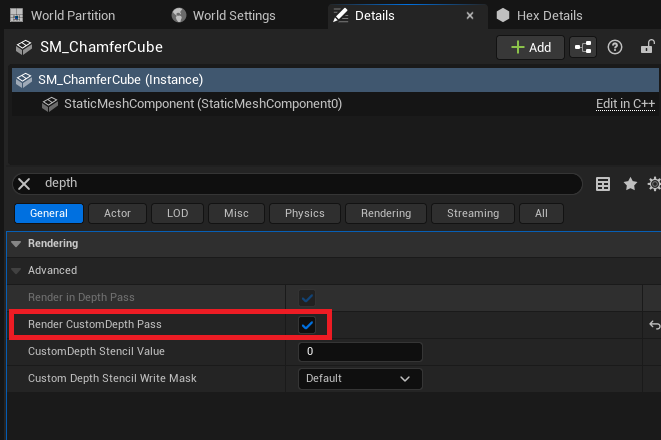 World Partition World Settings Details Hex Details
SM_ChamferCube
Add
SM_ChamferCube (Instance)
StaticMeshComponent (StaticMeshComponent0) Edit in C++
depth
General Actor LOD Misc Physics Rendering Streaming All
Rendering
Advanced
Render in Depth Pass
Render CustomDepth Pass
CustomDepth Stencil Value 0
Custom Depth Stencil Write Mask Default